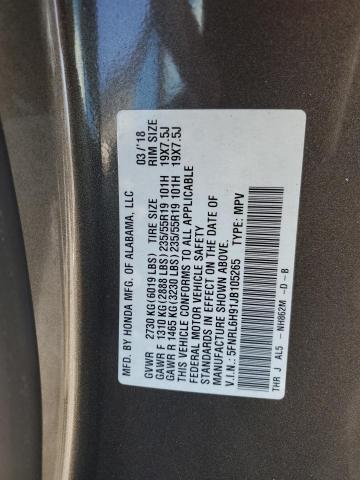 MFD. BY HONDA MFG. OF ALABAMA, LLC 03/'18
GVWR 2730 KG(6019 LBS) TIRE SIZE RIM SIZE
GAWR F 1310 KG(2888 LBS)235/55R19 101H 19X7.5J
GAWR R 1465 KG(3230 LBS)235/55R19 101H 19X7.5J
THIS VEHICLE CONFORMS TO ALL APPLICABLE
FEDERAL MOTOR VEHICLE SAFETY
STANDARDS IN EFFECT ON THE DATE OF
MANUFACTURE SHOWN ABOVE.
V.I.N.: 5FNRL6H91JB105265 TYPE: MPV
THR J AL5 - NH862M -D-B